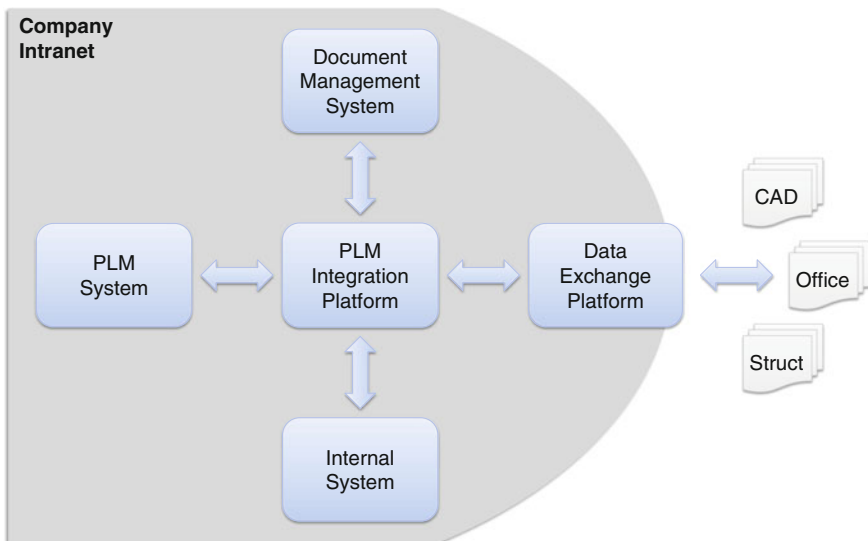 Company
Intranet
Document
Management
System
PLM
System
PLM
Integration
Platform
Data
Exchange
Platform
Internal
System
CAD
Office
Struct